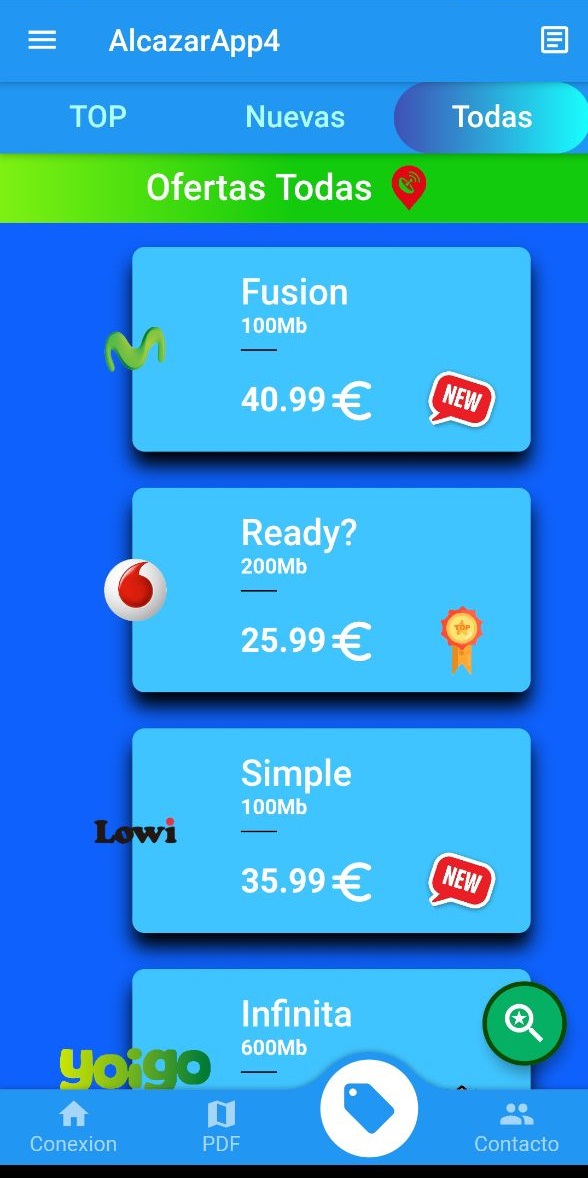 AlcazarApp4
TOP Nuevas Todas
Ofertas Todas
Fusion
100Mb
40.99€
NEW
Ready?
200Mb
25.99€
TOP
Lowi
Simple
100Mb
35.99€
NEW
yoigo
Infinita
600Mb
Conexion PDF Contacto